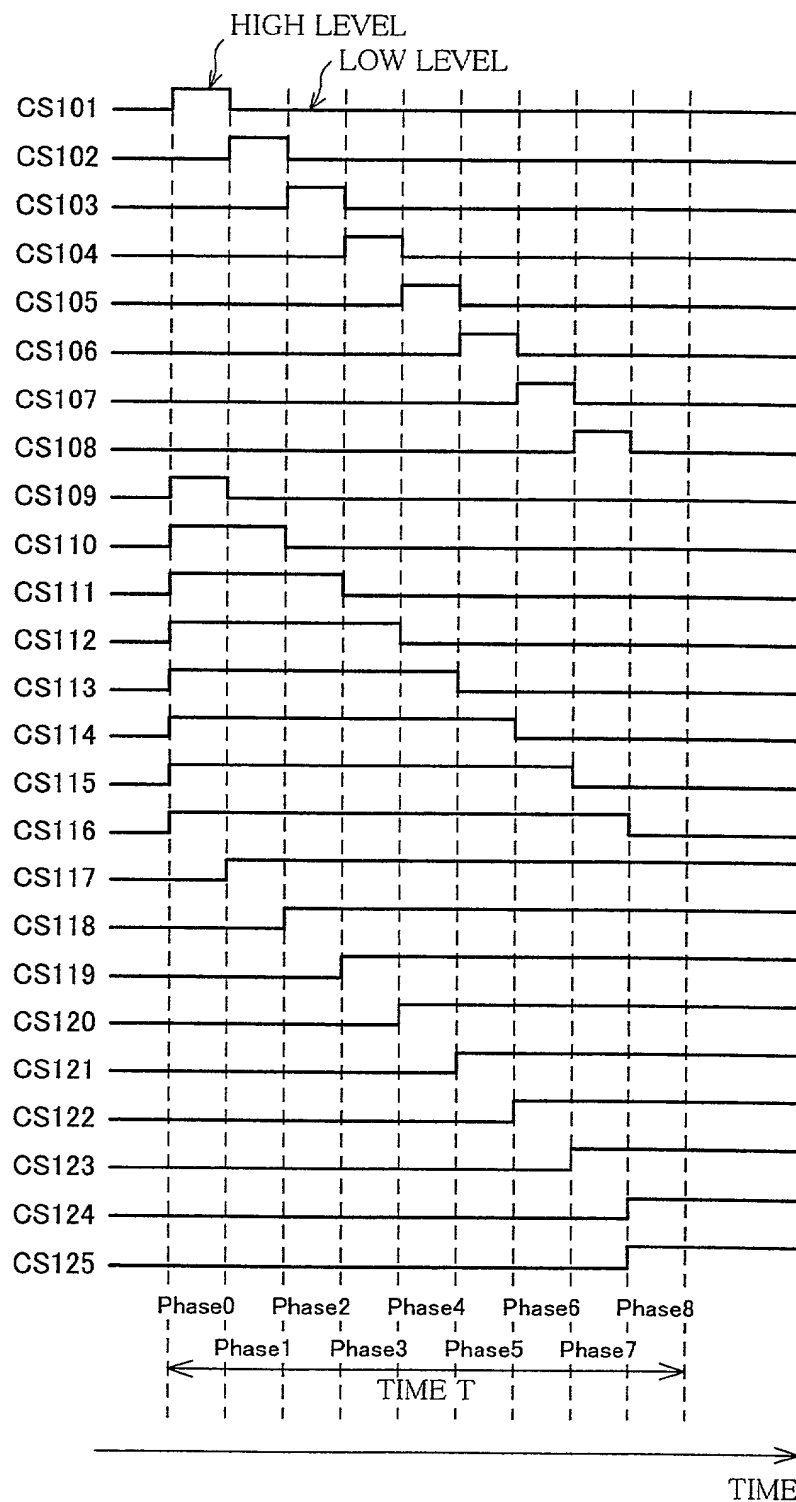 HIGH LEVEL
LOW LEVEL
CS101
CS102
CS103
CS104
CS105
CS106
CS107
CS108
CS109
CS110
CS111
CS112
CS113
CS114
CS115
CS116
CS117
CS118
CS119
CS120
CS121
CS122
CS123
CS124
CS125
Phase0 Phase2 Phase4 Phase6 Phase8
Phase1 Phase3 Phase5 Phase7
TIME T
TIME